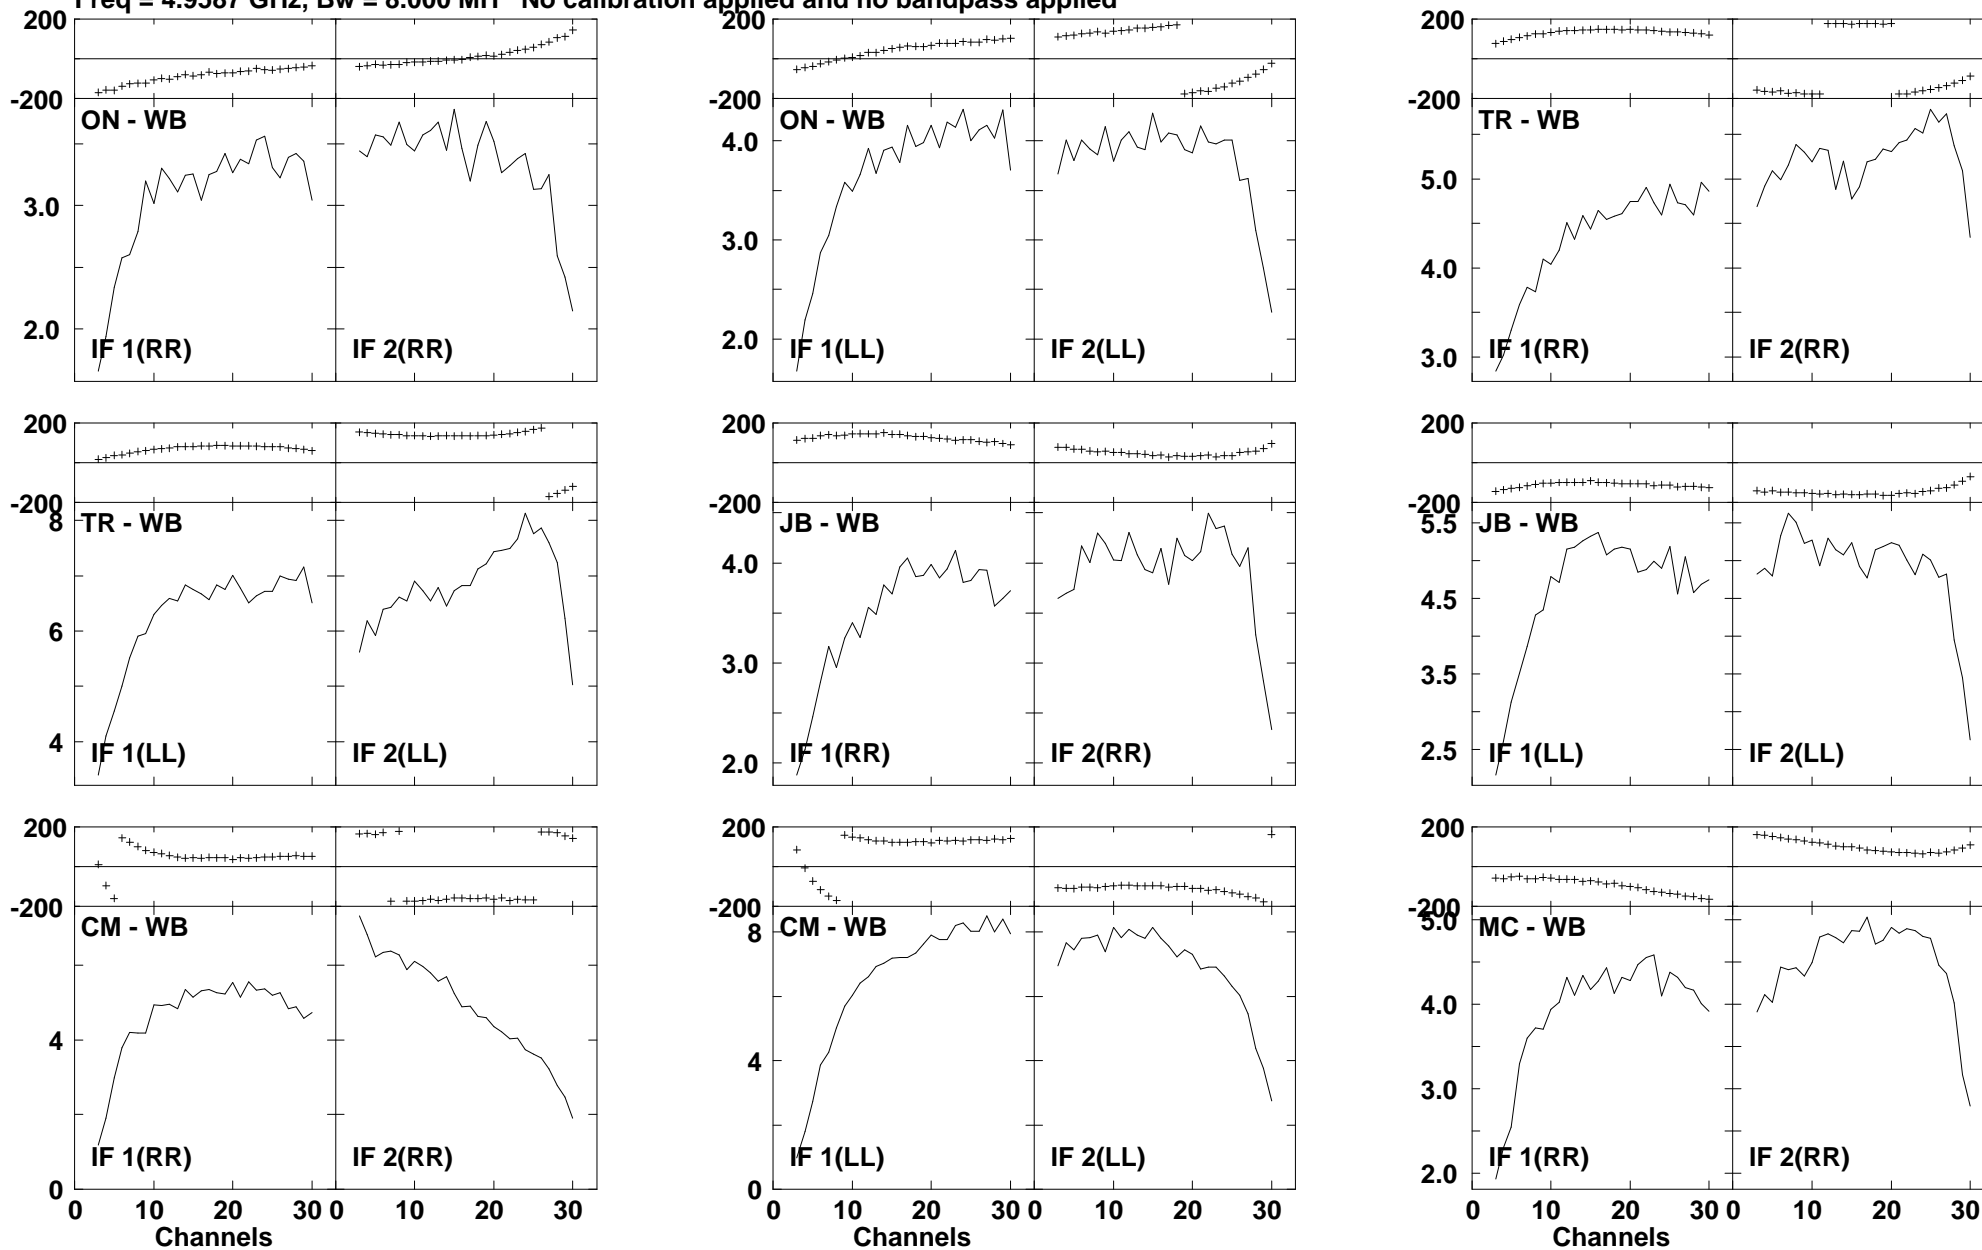 Freq = 4.9587 GHz, Bw = 8.000 MH No calibration applied and no bandpass applied
200 200 200
-200 -200 -200
ON - WB ON - WB TR - WB
4.0 5.0
3.0 3.0 4.0
2.0 2.0 3.0
IF 1(RR) IF 2(RR) IF 1(LL) IF 2(LL) IF 1(RR) IF 2(RR)
200 200 200
-200 -200 -200
TR - WB JB - WB JB - WB
8 5.5
6 4.0 4.5
3.0 3.5
4 2.0 2.5
IF 1(LL) IF 2(LL) IF 1(RR) IF 2(RR) IF 1(LL) IF 2(LL)
200 200 200
-200 -200 -200
CM - WB CM - WB MC - WB
8 5.0
4 4 4.0
3.0
0 0 2.0
IF 1(RR) IF 2(RR) IF 1(LL) IF 2(LL) IF 1(RR) IF 2(RR)
0 10 20 30 0 10 20 30 0 10 20 30 0 10 20 30 0 10 20 30 0 10 20 30
Channels Channels Channels